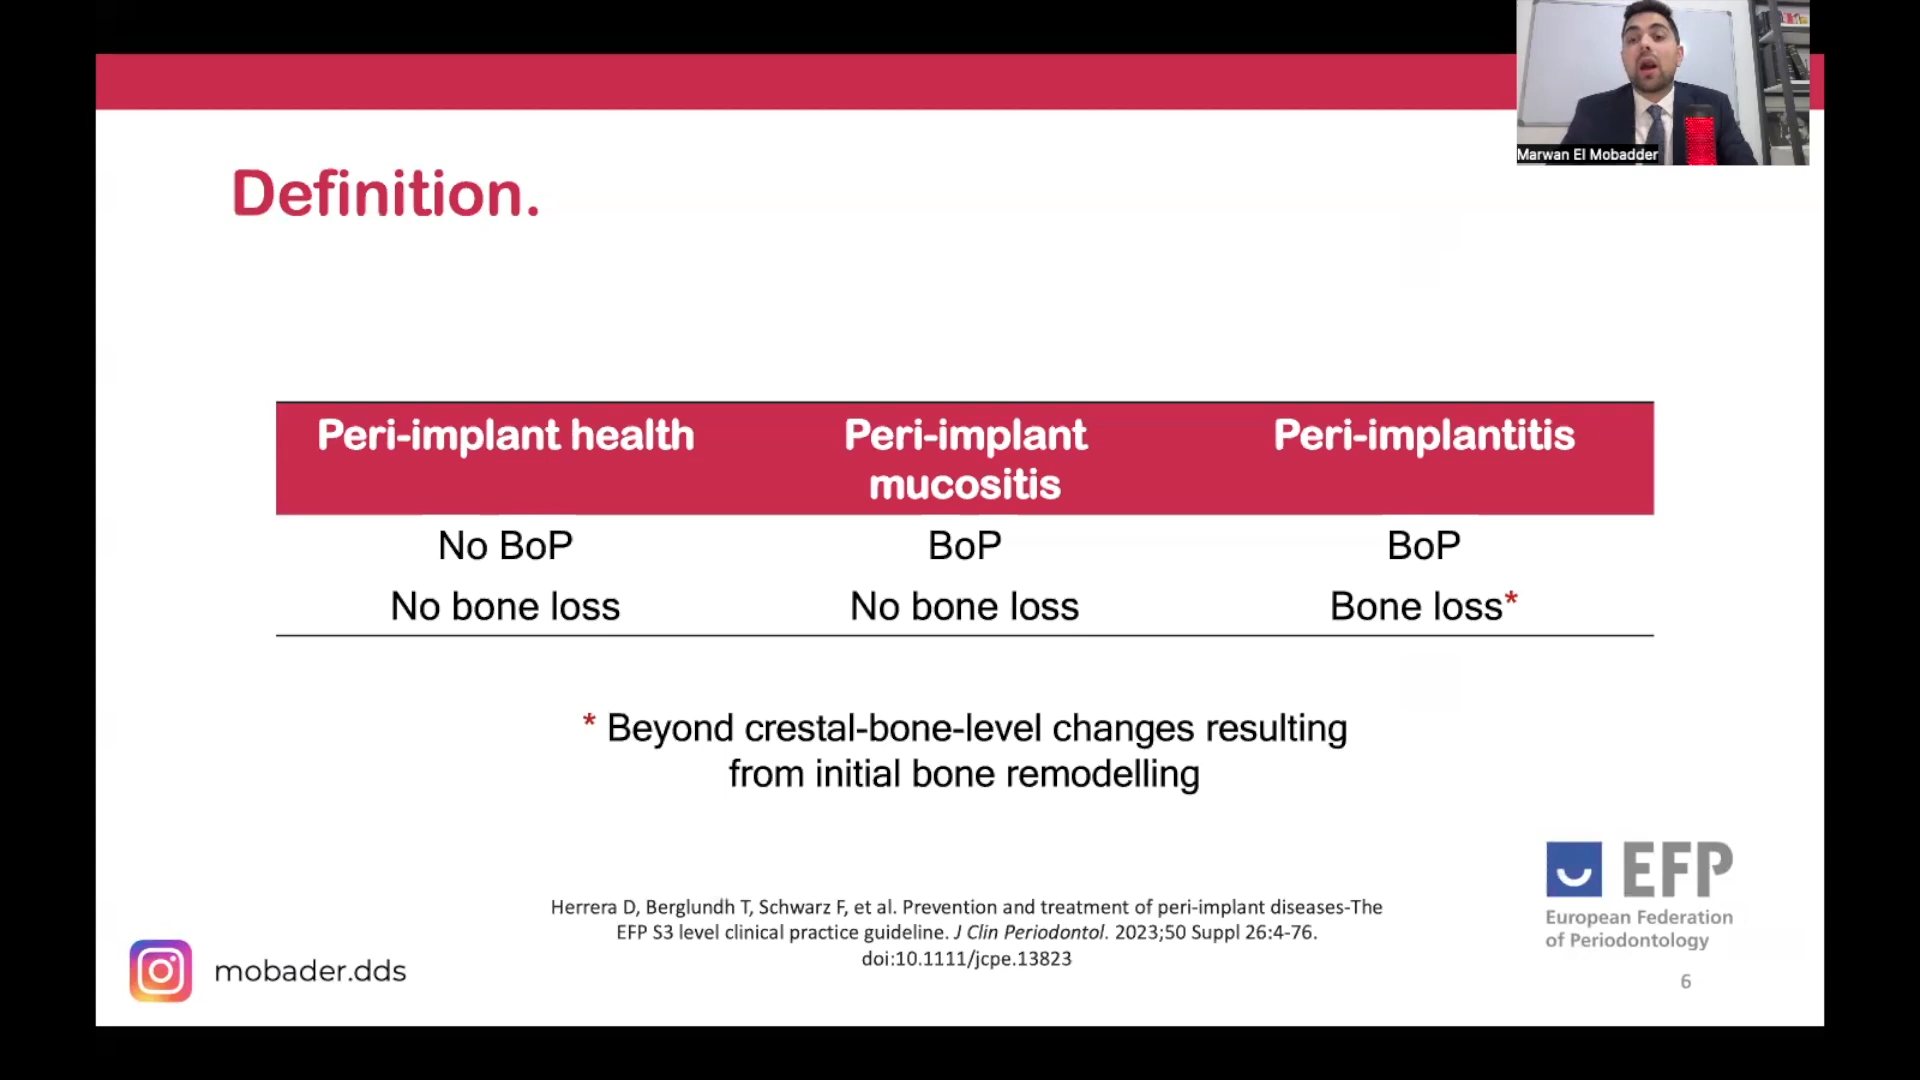 Marwan El Mobadder
Definition.
Peri-implant health
Peri-implant
mucositis
Peri-implantitis
No BoP
BoP
BoP
No bone loss
No bone loss
Bone loss*
* Beyond crestal-bone-level changes resulting
from initial bone remodelling
Herrera D, Berglundh T, Schwarz F, et al. Prevention and treatment of peri-implant diseases-The
EFP S3 level clinical practice guideline. J Clin Periodontol. 2023;50 Suppl 26:4-76.
doi:10.1111/jcpe.13823
EFP
European Federation
of Periodontology
mobader.dds
6